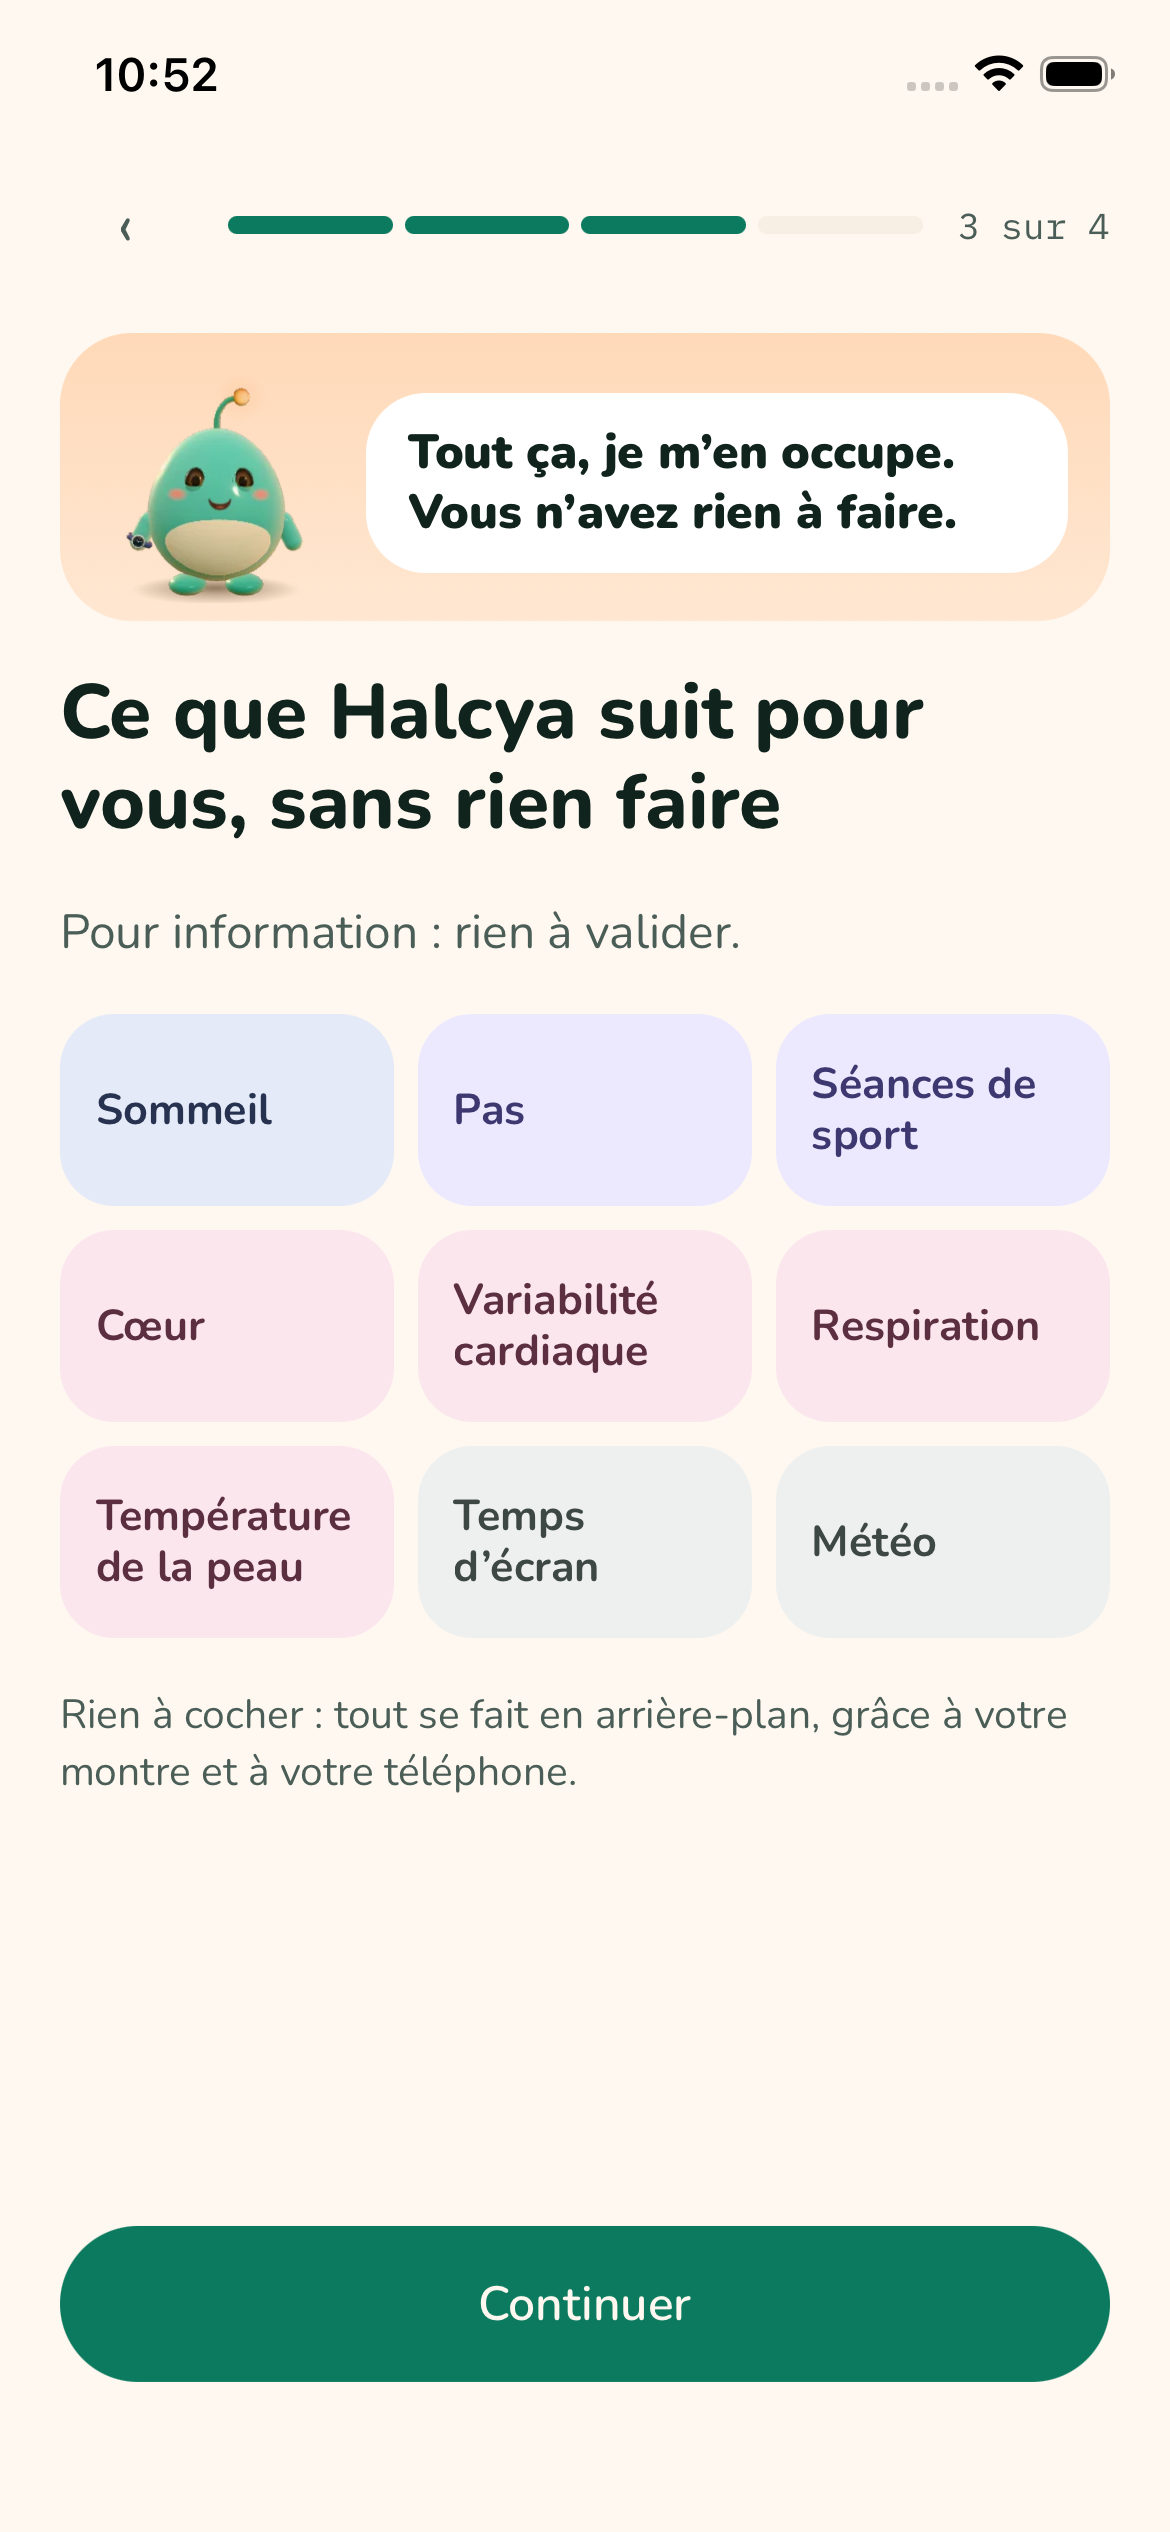 10:52
3 sur 4
Tout ça, je m’en occupe.
Vous n’avez rien à faire.
Ce que Halcya suit pour
vous, sans rien faire
Pour information : rien à valider.
Sommeil
Pas
Séances de
sport
Cœur
Variabilité
cardiaque
Respiration
Température
de la peau
Temps
d’écran
Météo
Rien à cocher : tout se fait en arrière-plan, grâce à votre
montre et à votre téléphone.
Continuer